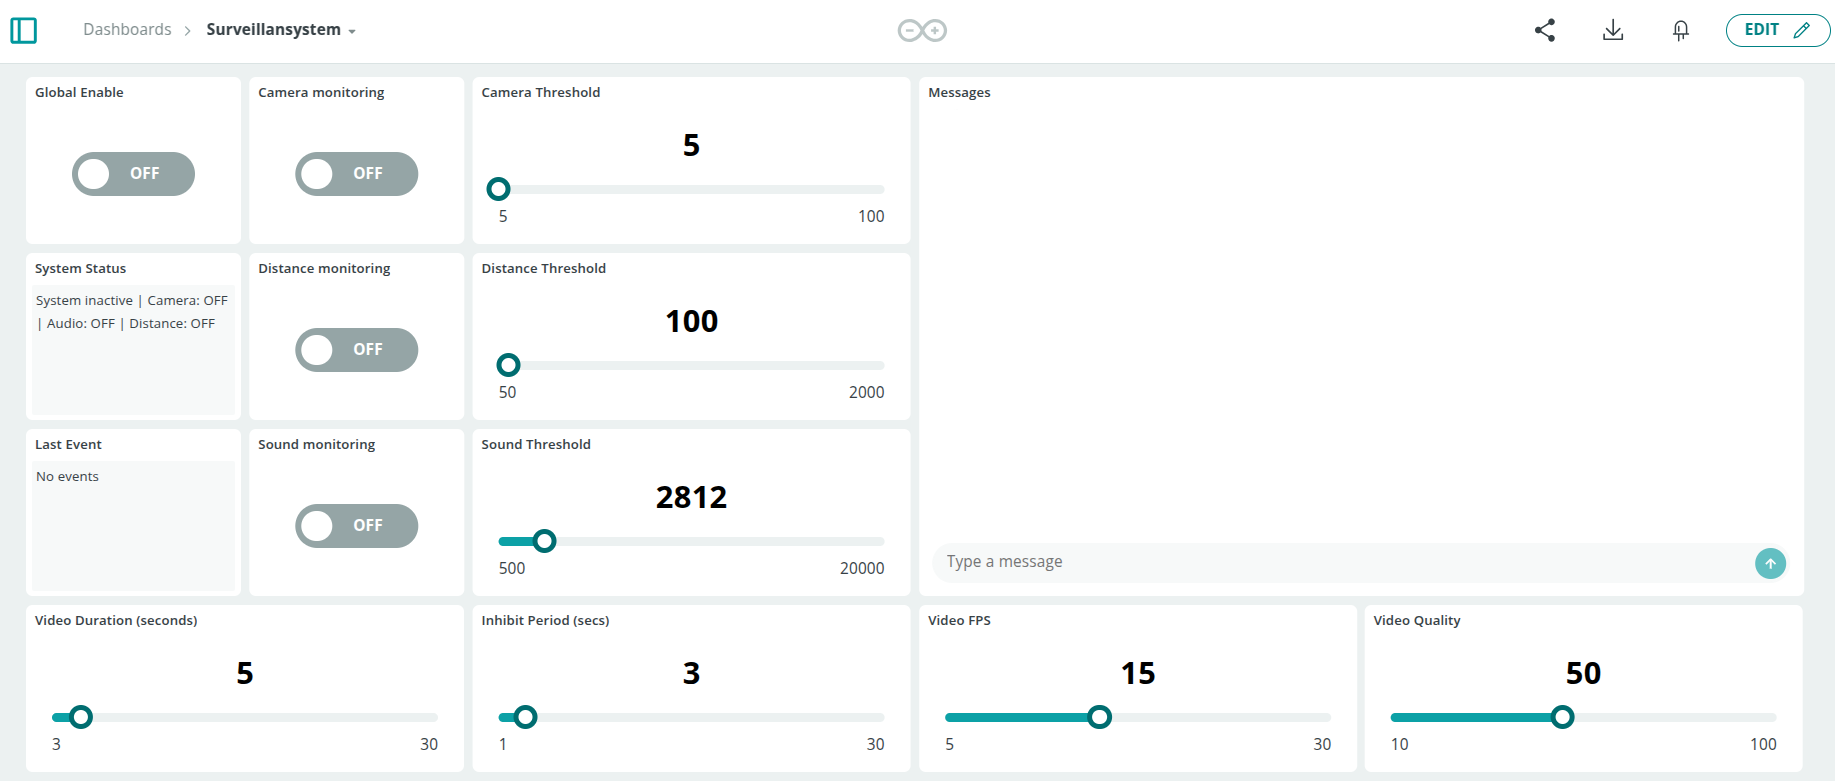 Dashboards > Surveillansystem
EDIT
Global Enable
OFF
Camera monitoring
OFF
Camera Threshold
5
5 100
Messages
Type a message
System Status
System inactive | Camera: OFF
| Audio: OFF | Distance: OFF
Distance monitoring
OFF
Distance Threshold
100
50 2000
Last Event
No events
Sound monitoring
OFF
Sound Threshold
2812
500 20000
Video Duration (seconds)
5
3 30
Inhibit Period (secs)
3
1 30
Video FPS
15
5 30
Video Quality
50
10 100